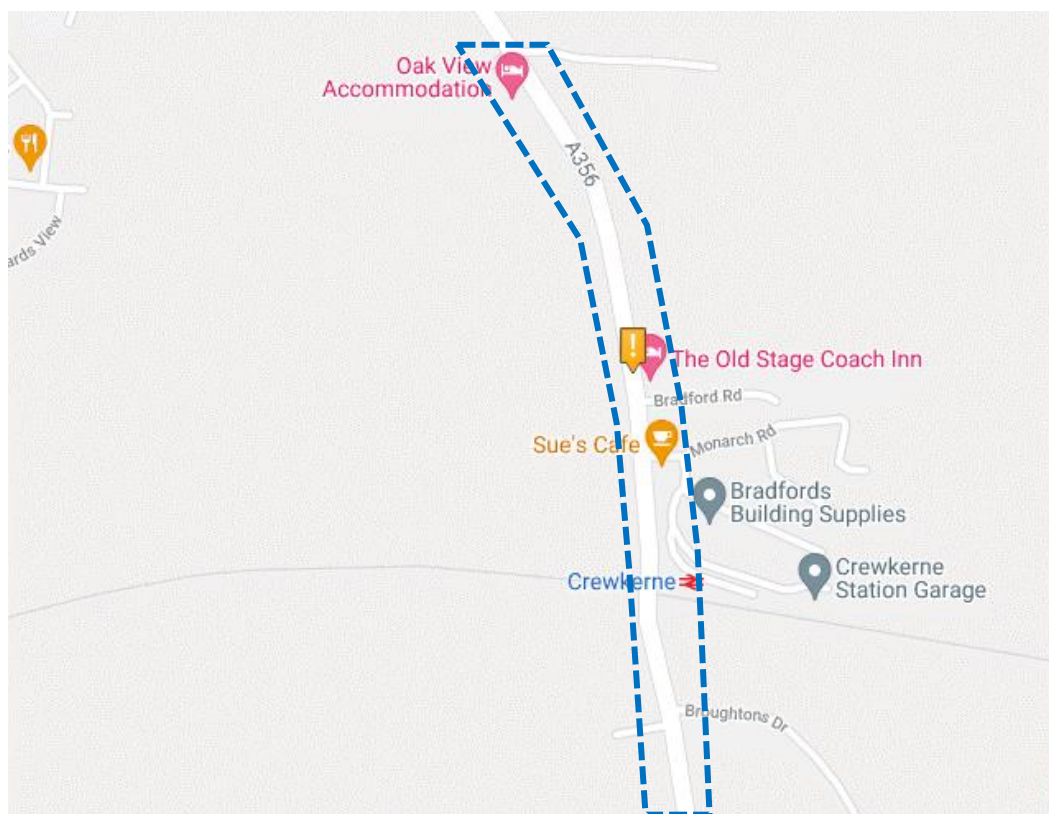 Oak View
Accommodation
A356
ards View
The Old Stage Coach Inn
Bradford Rd
Sue's Cafe
Monarch Rd
Bradfords
Building Supplies
Crewkerne
Crewkerne
Station Garage
Broughtons Dr